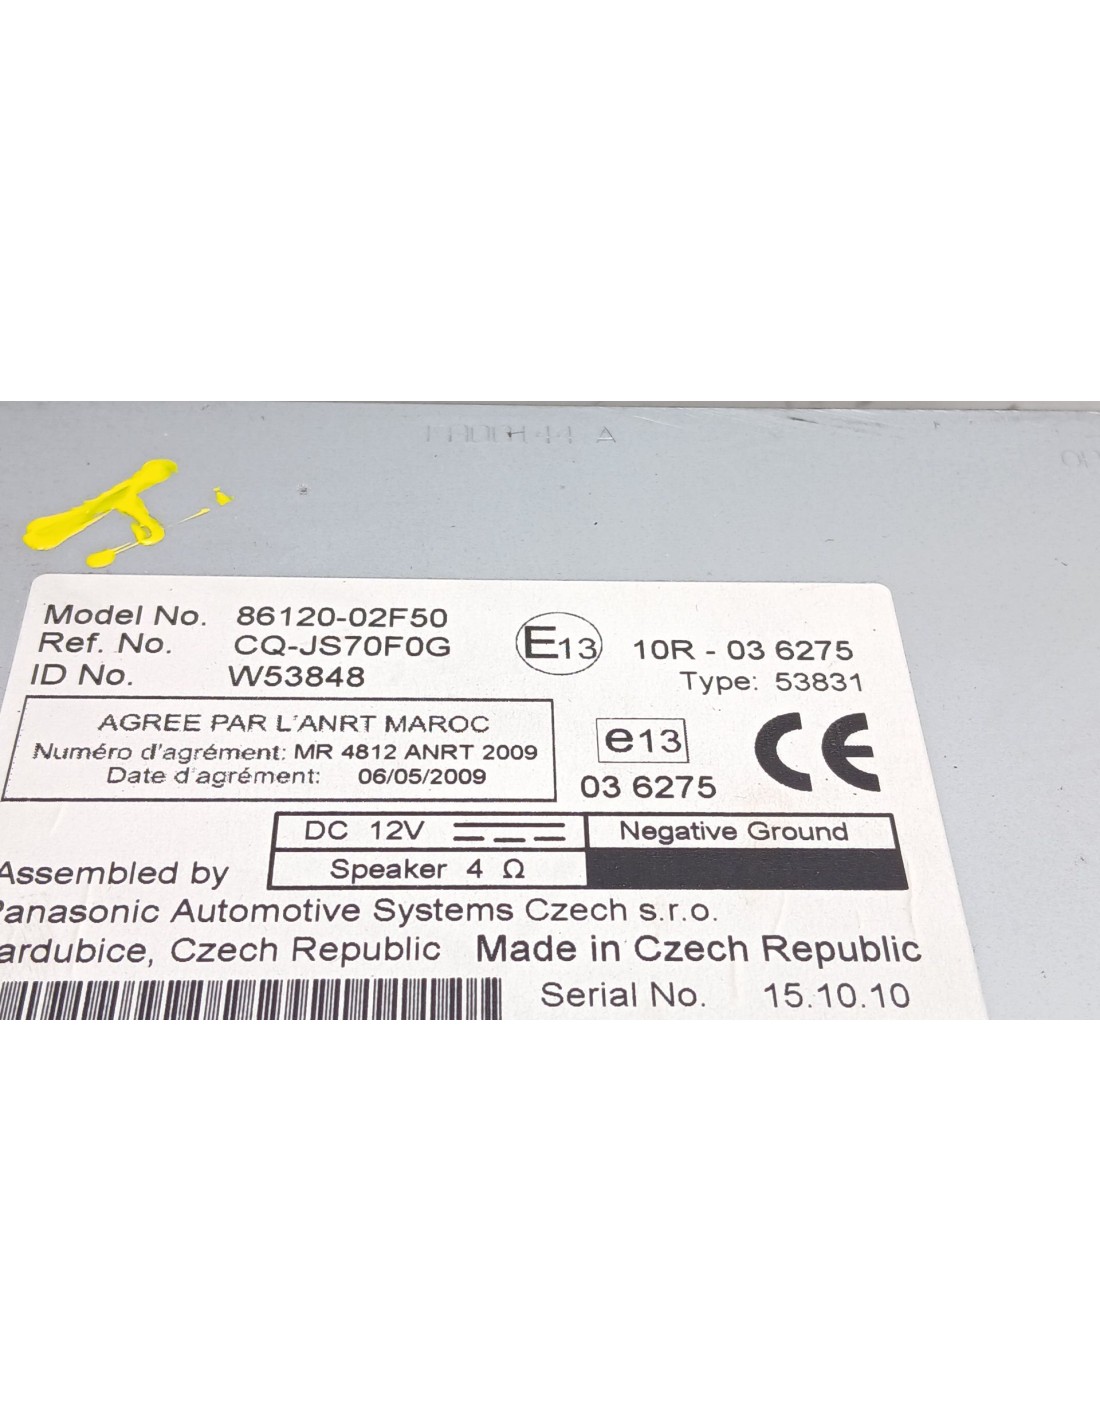 Model No. 86120-02F50
Ref. No. CQ-JS70F0G
ID No. W53848
E13 10R - 03 6275
Type: 53831
AGREE PAR L'ANRT MAROC
Numéro d'agrément: MR 4812 ANRT 2009
Date d'agrément: 06/05/2009
e13
03 6275
CE
DC 12V
Negative Ground
Speaker 4 Ω
Assembled by
Panasonic Automotive Systems Czech s.r.o.
ardubice, Czech Republic Made in Czech Republic
Serial No. 15.10.10